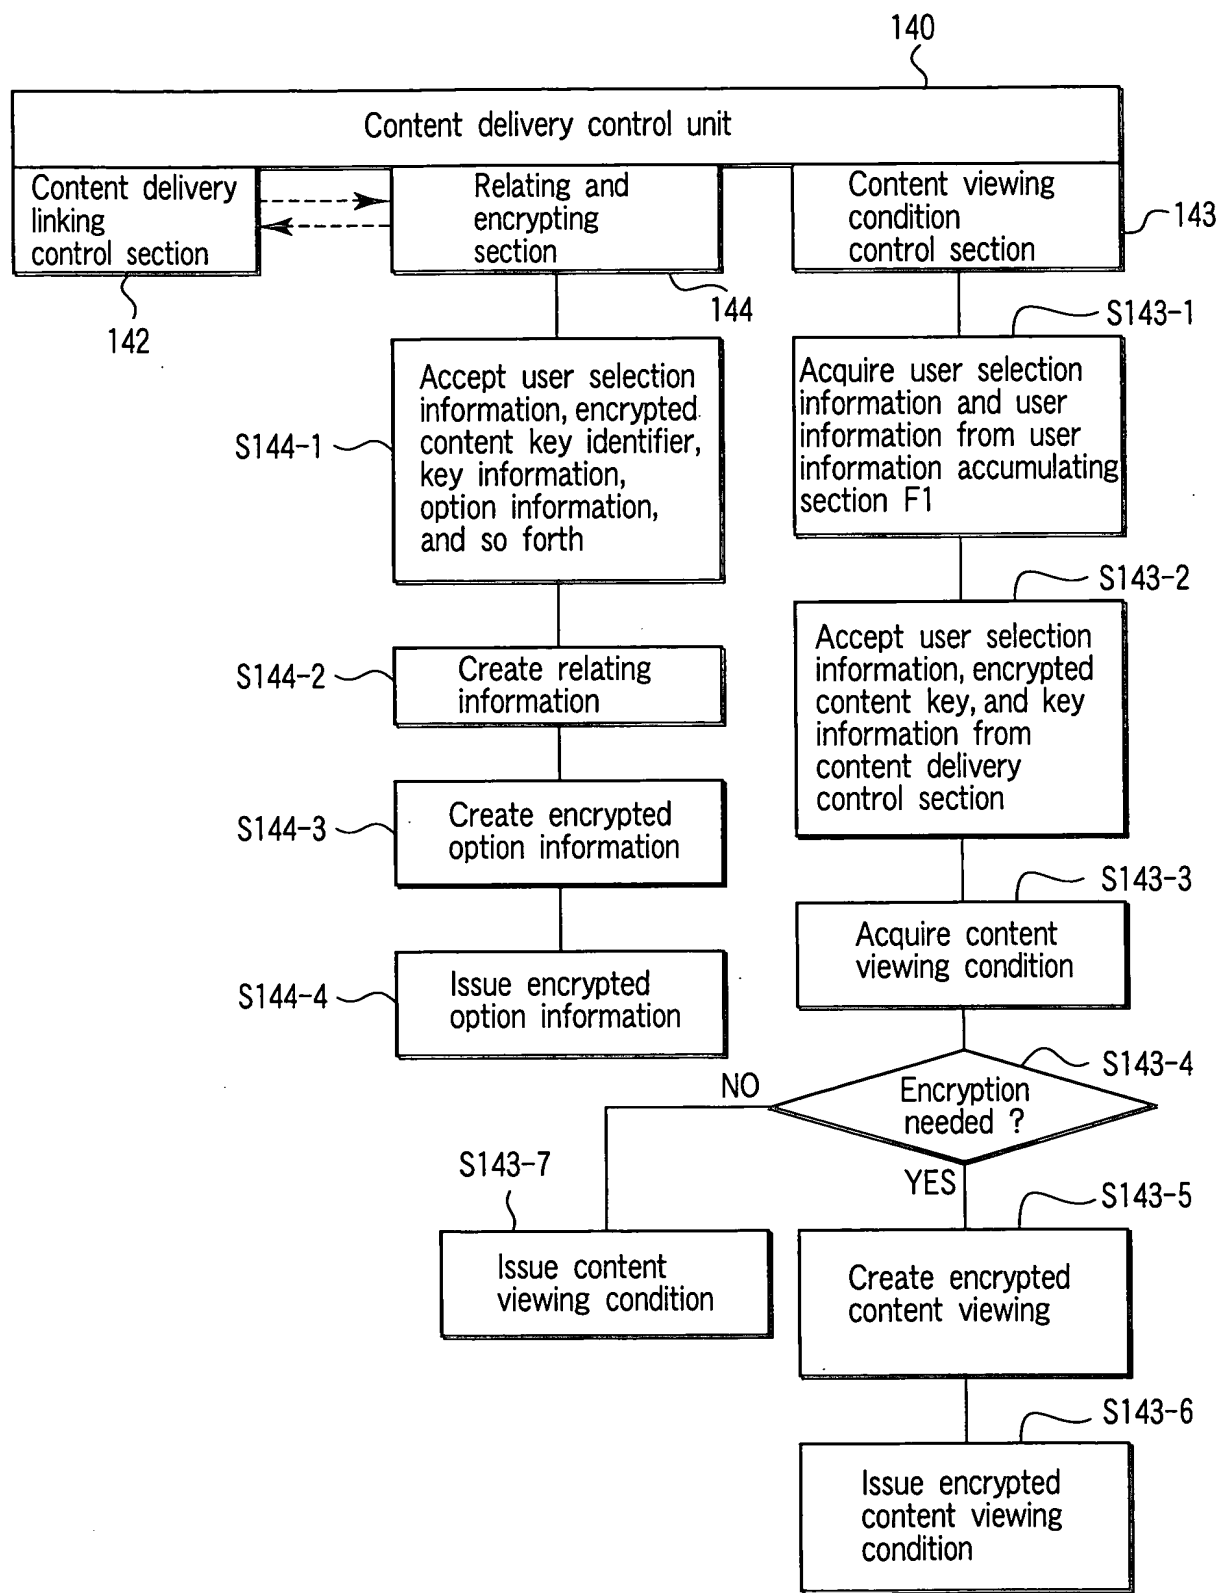 140
Content delivery control unit
Content delivery
linking
control section
Relating and
encrypting
section
Content viewing
condition
control section
143
142
144
S143-1
Accept user selection
information, encrypted
content key identifier,
key information,
option information,
and so forth
S144-1
Acquire user selection
information and user
information from user
information accumulating
section F1
S143-2
S144-2
Create relating
information
Accept user selection
information, encrypted
content key, and key
information from
content delivery
control section
S144-3
Create encrypted
option information
S143-3
Acquire content
viewing condition
S144-4
Issue encrypted
option information
S143-4
NO
Encryption
needed ?
YES
S143-7
Issue content
viewing condition
S143-5
Create encrypted
content viewing
S143-6
Issue encrypted
content viewing
condition